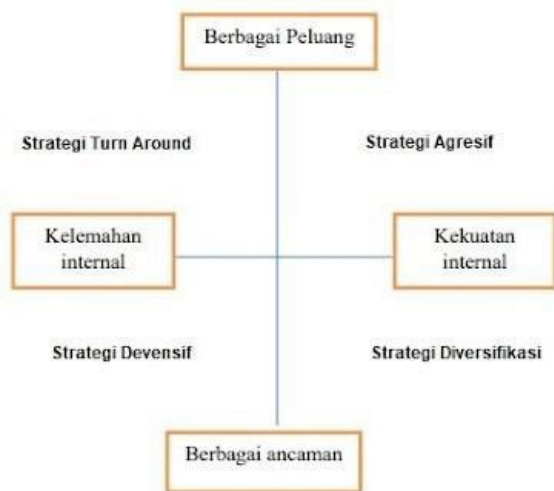 Berbagai Peluang
Strategi Turn Around
Strategi Agresif
Kelemahan
internal
Kekuatan
internal
Strategi Devensif
Strategi Diversifikasi
Berbagai ancaman